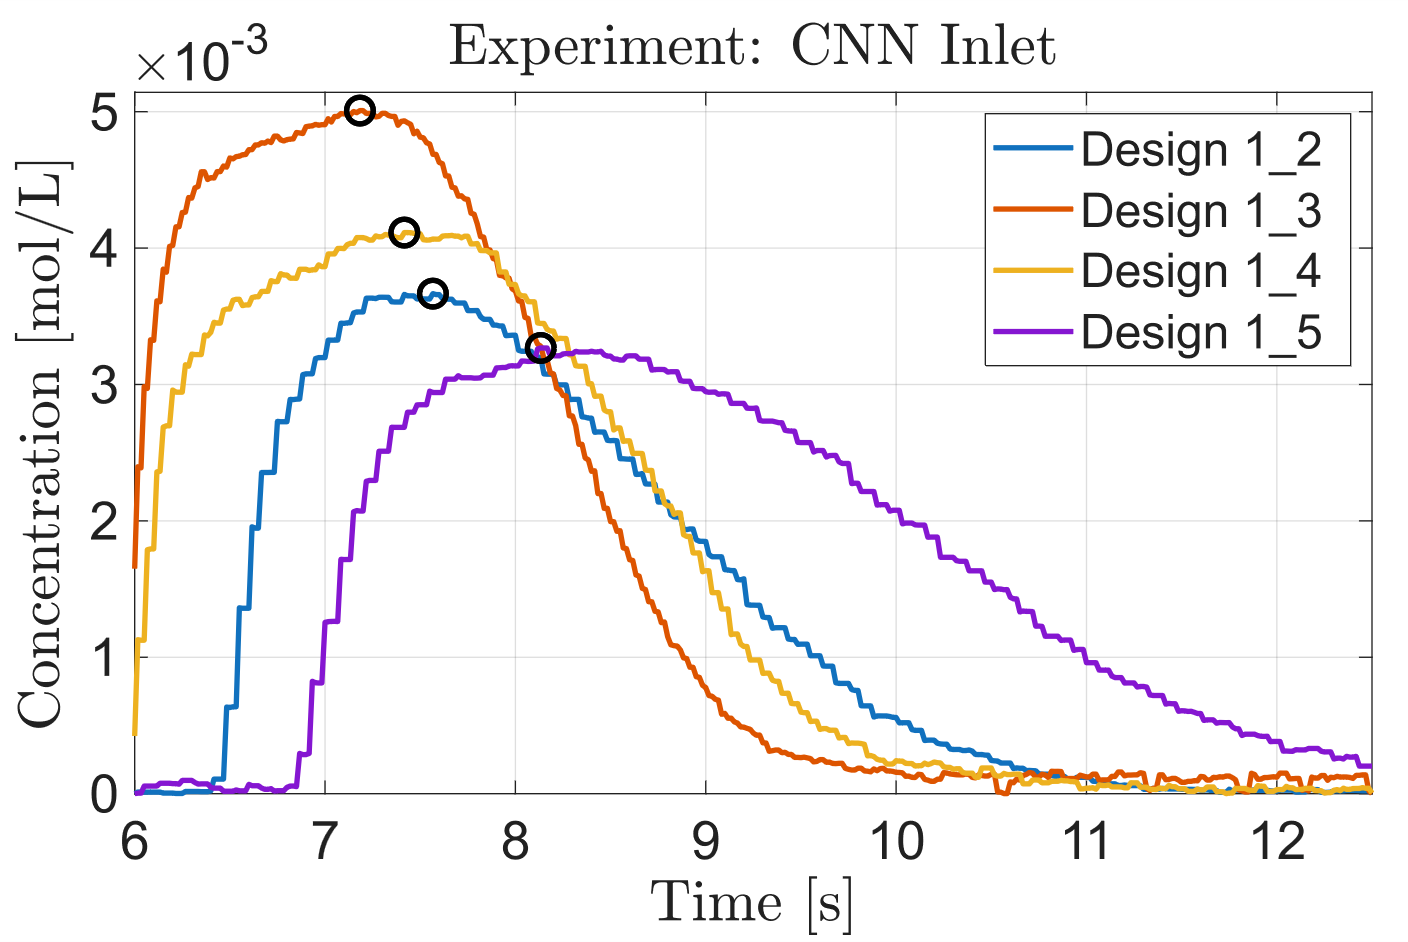 Experiment: CNN Inlet
×10-3
5
4
3
2
1
0
Concentration [mol/L]
6 7 8 9 10 11 12
Time [s]
Design 1_2
Design 1_3
Design 1_4
Design 1_5